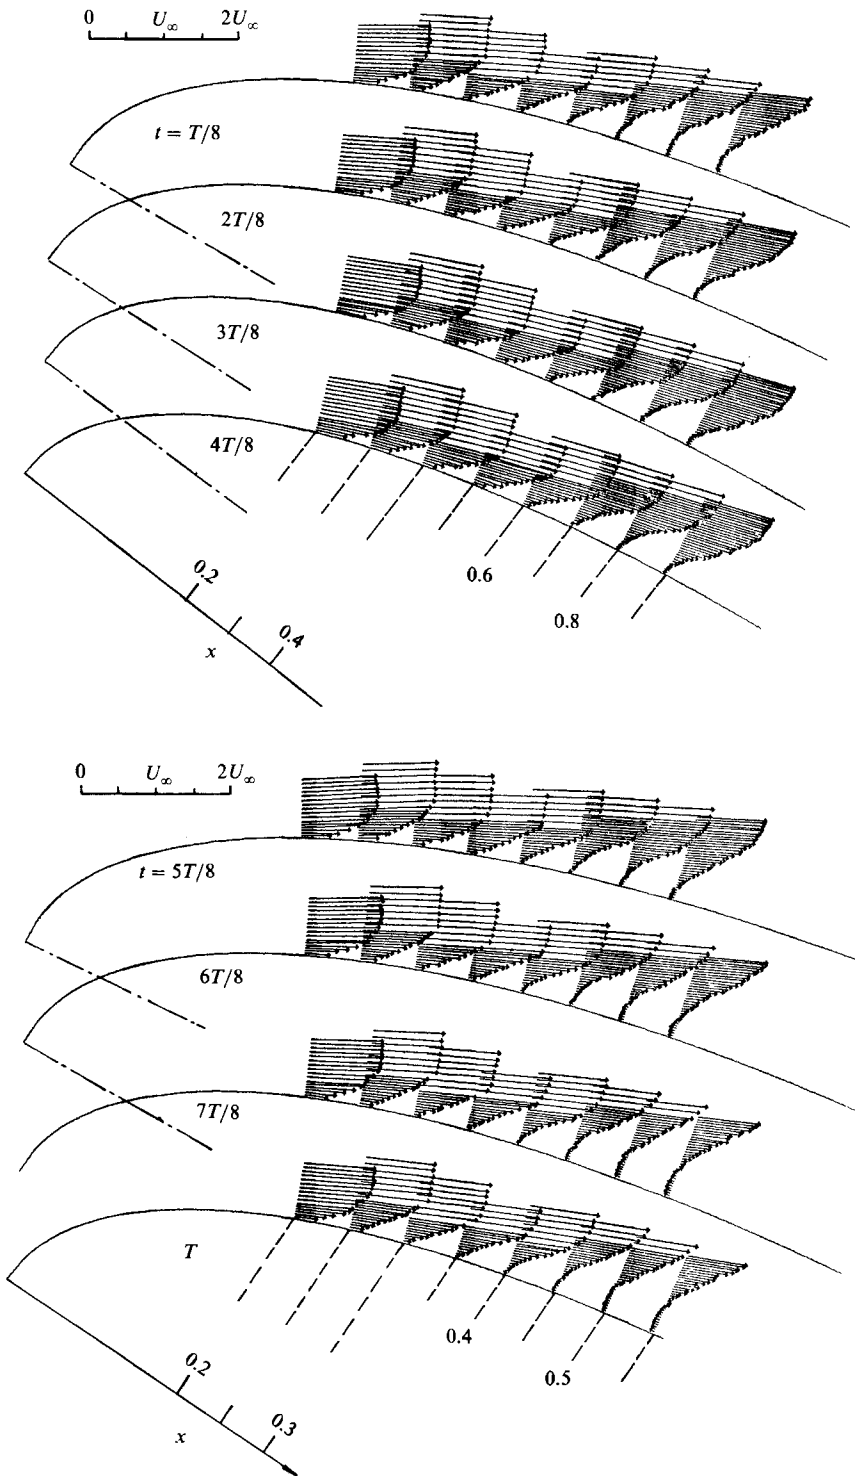 0 U∞ 2U∞
t = T/8
2T/8
3T/8
4T/8
0.6
0.8
0.2
0.4
x
0 U∞ 2U∞
t = 5T/8
6T/8
7T/8
T
0.4
0.5
0.2
0.3
x